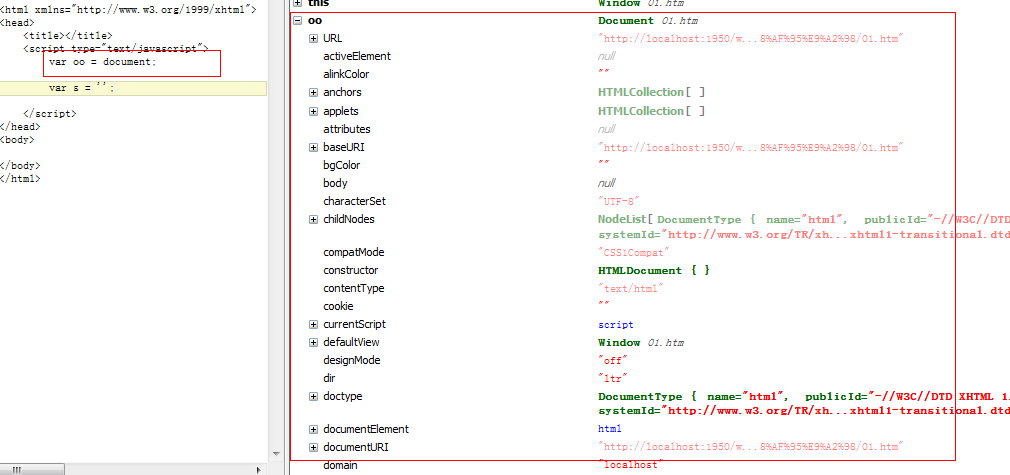 <html xmlns="http://www.w3.org/1999/xhtml">
<head>
<title></title>
<script type="text/javascript">
var oo = document;
var s = '';
</script>
</head>
<body>
</body>
</html>
this Window 01.htm
oo Document 01.htm
URL "http://localhost:1950/w...8%AF%95%E9%A2%98/01.htm"
activeElement null
alinkColor ""
anchors HTMLCollection[ ]
applets HTMLCollection[ ]
attributes null
baseURI "http://localhost:1950/w...8%AF%95%E9%A2%98/01.htm"
bgColor ""
body null
characterSet "UTF-8"
childNodes NodeList[ DocumentType { name="html", publicId="-//W3C//DTD
systemId="http://www.w3.org/TR/xh...xhtml1-transitional.dtd
compatMode "CSS1Compat"
constructor HTMLDocument { }
contentType "text/html"
cookie ""
currentScript script
defaultView Window 01.htm
designMode "off"
dir "ltr"
doctype DocumentType { name="html", publicId="-//W3C//DTD XHTML 1.
systemId="http://www.w3.org/TR/xh...xhtml1-transitional.dtd
documentElement html
documentURI "http://localhost:1950/w...8%AF%95%E9%A2%98/01.htm"
domain "localhost"